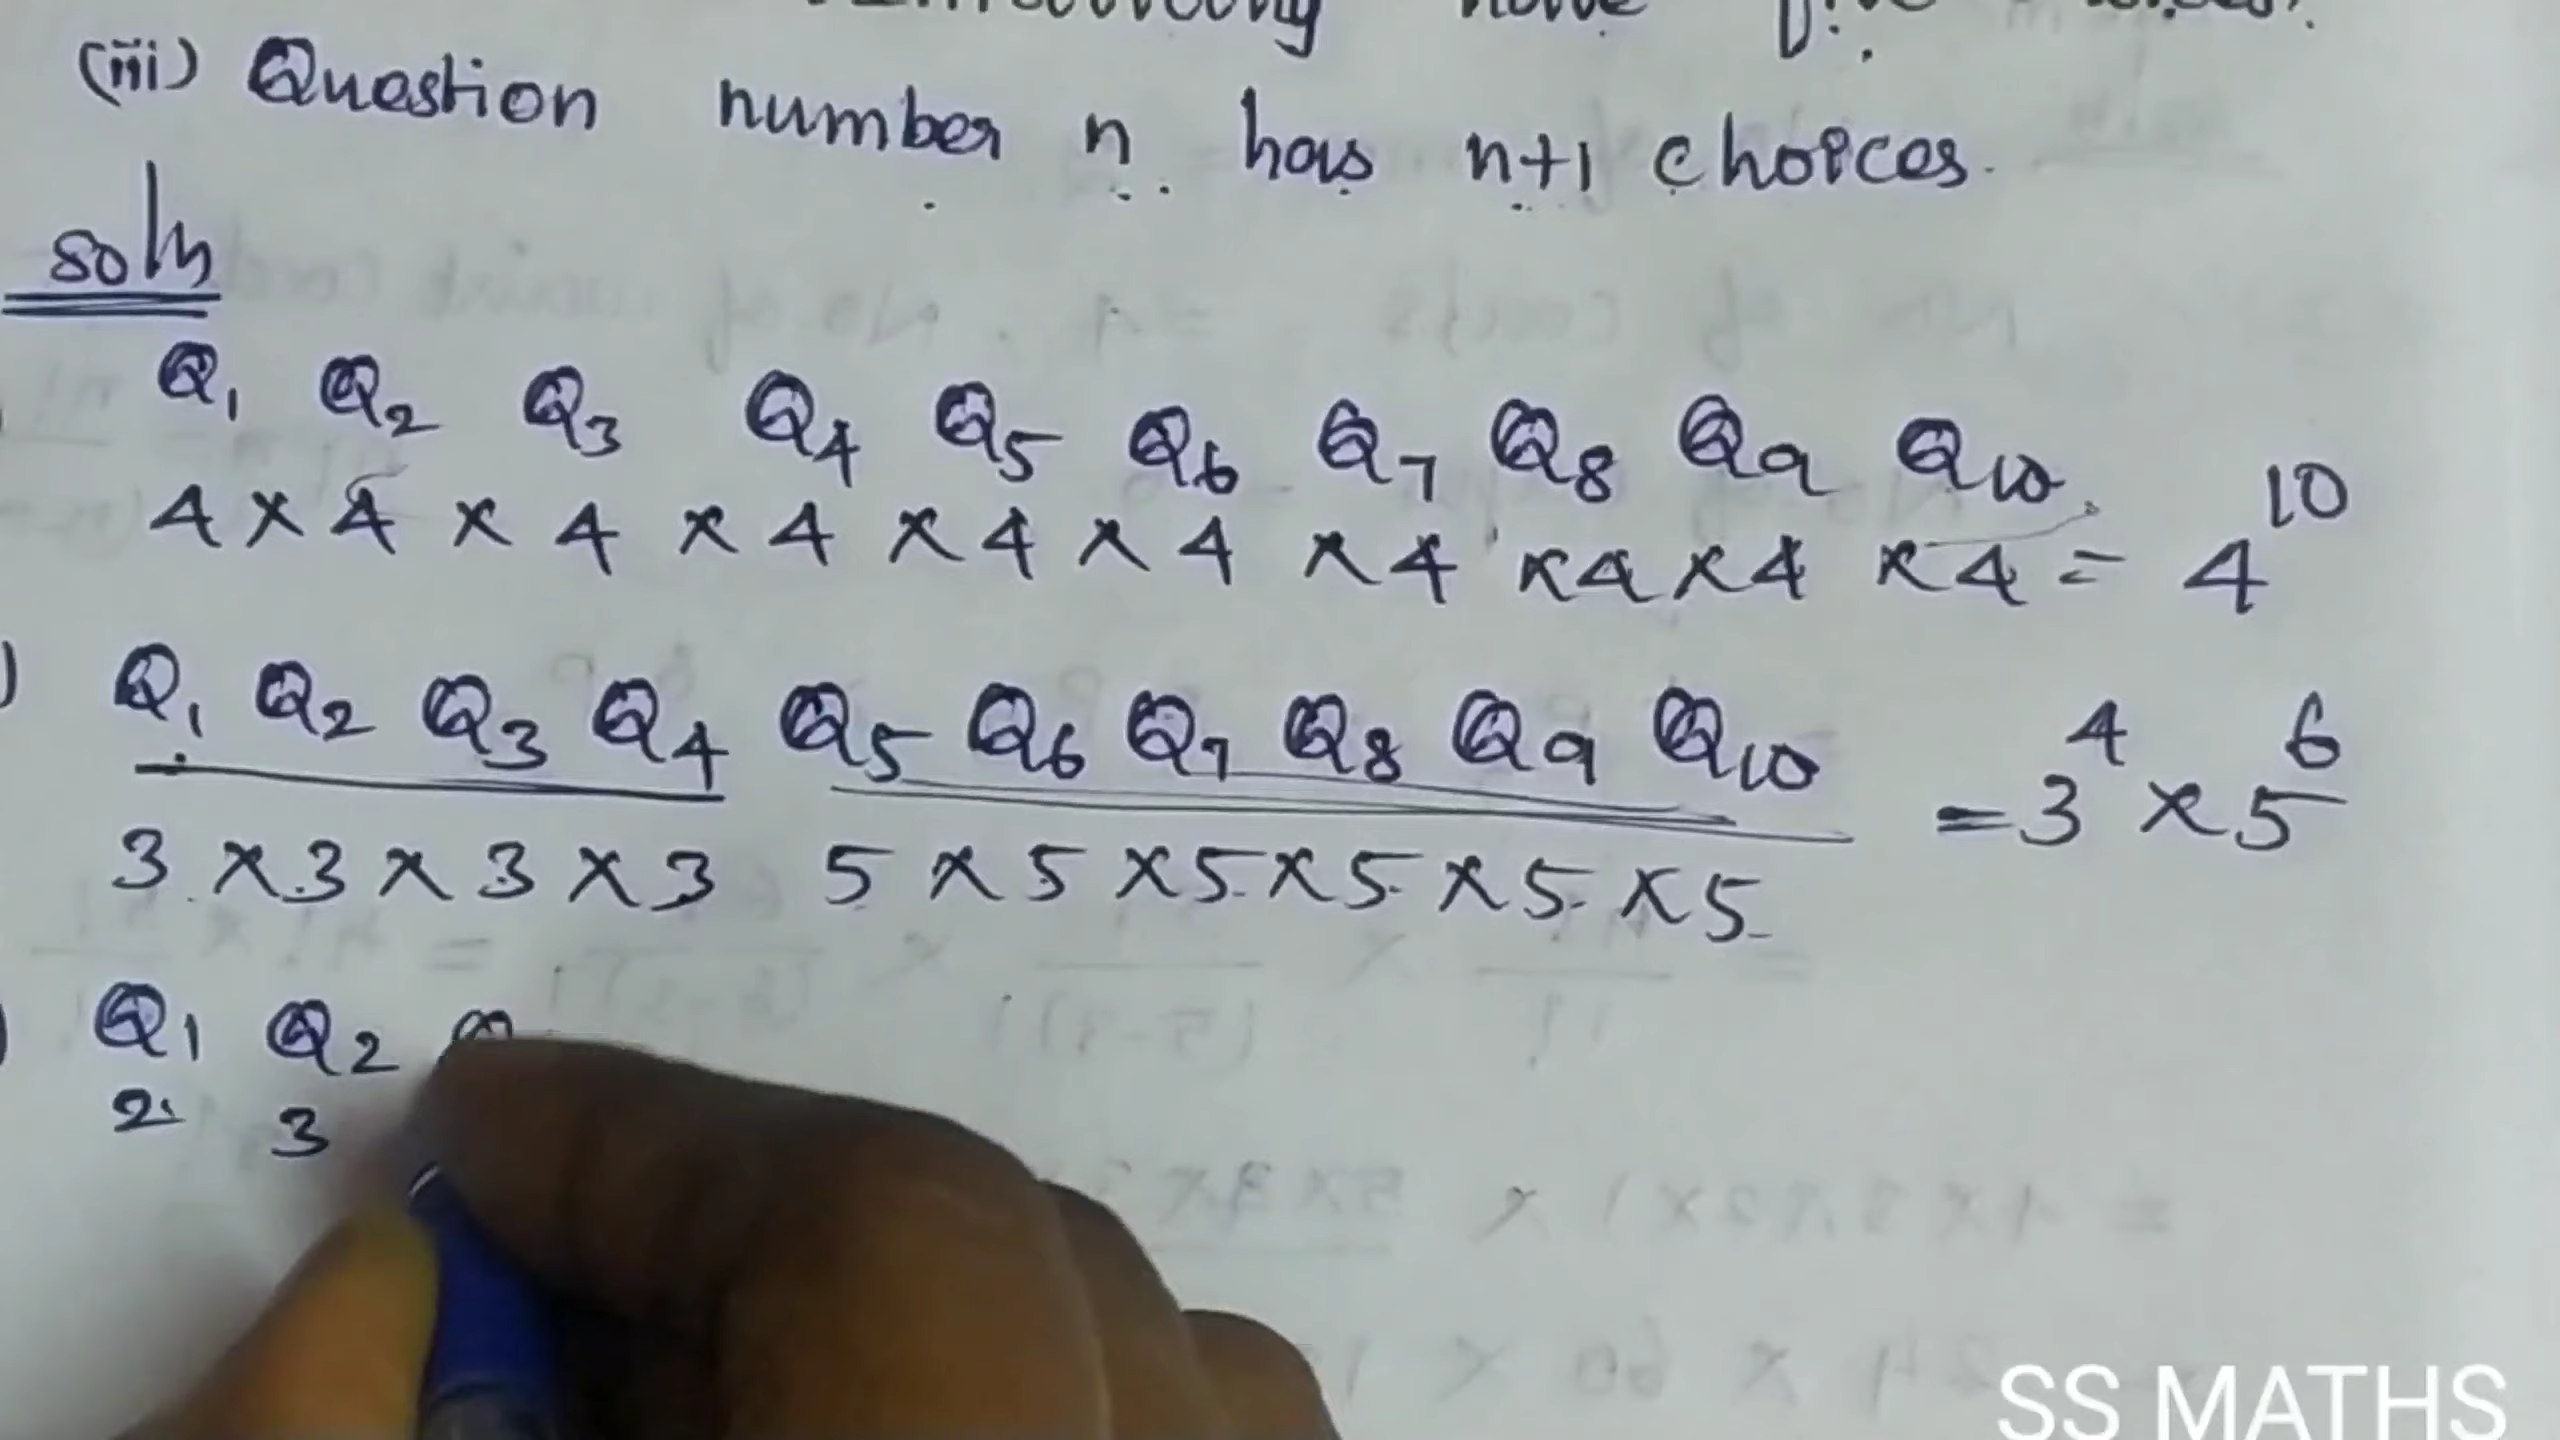 (iii) Question number n has n+1 choices.
soln
Q1 Q2 Q3 Q4 Q5 Q6 Q7 Q8 Q9 Q10
4 × 4 × 4 × 4 × 4 × 4 × 4 × 4 × 4 × 4 = 4^10
) Q1 Q2 Q3 Q4 Q5 Q6 Q7 Q8 Q9 Q10 = 3^4 × 5^6
3 × 3 × 3 × 3 5 × 5 × 5 × 5 × 5 × 5
) Q1 Q2 Q
2 3
SS MATHS